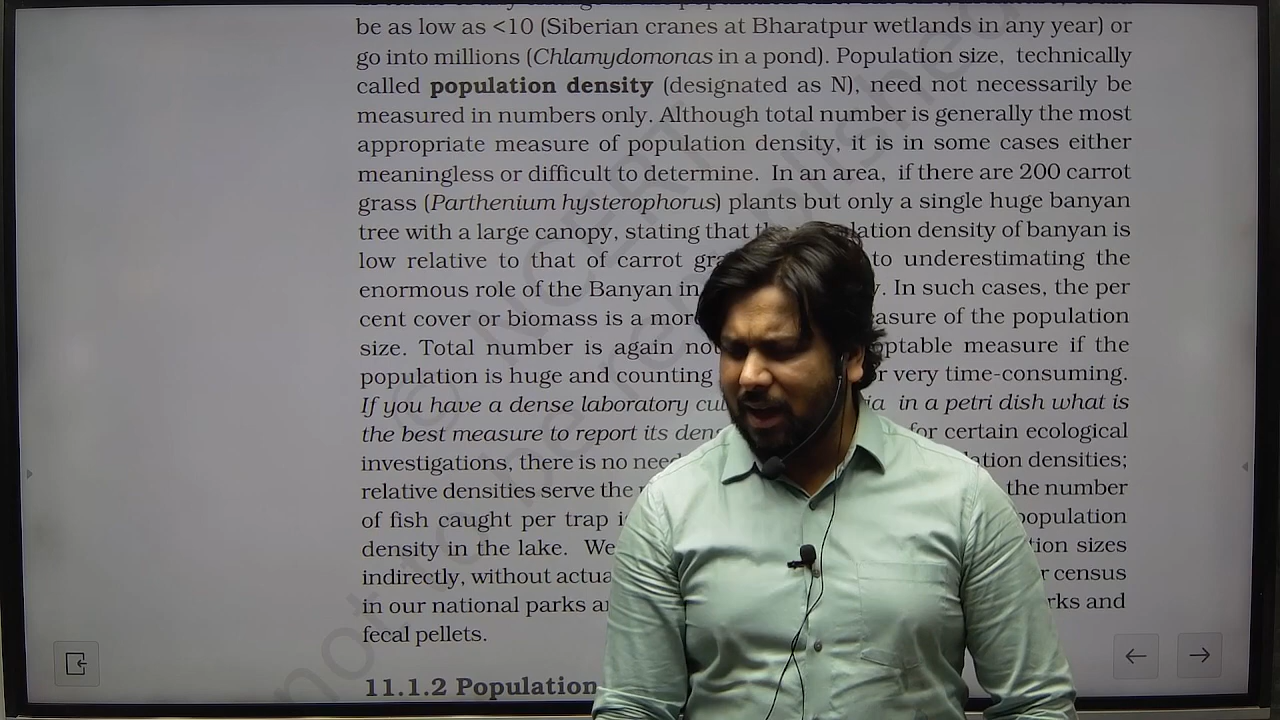 be as low as <10 (Siberian cranes at Bharatpur wetlands in any year) or
go into millions (Chlamydomonas in a pond). Population size, technically
called population density (designated as N), need not necessarily be
measured in numbers only. Although total number is generally the most
appropriate measure of population density, it is in some cases either
meaningless or difficult to determine. In an area, if there are 200 carrot
grass (Parthenium hysterophorus) plants but only a single huge banyan
tree with a large canopy, stating that the lation density of banyan is
low relative to that of carrot gra to underestimating the
enormous role of the Banyan in y. In such cases, the per
cent cover or biomass is a mor easure of the population
size. Total number is again not eptable measure if the
population is huge and counting or very time-consuming.
If you have a dense laboratory cul ia in a petri dish what is
the best measure to report its dens for certain ecological
investigations, there is no need lation densities;
relative densities serve the the number
of fish caught per trap is population
density in the lake. We tion sizes
indirectly, without actua r census
in our national parks an rks and
fecal pellets.
11.1.2 Population